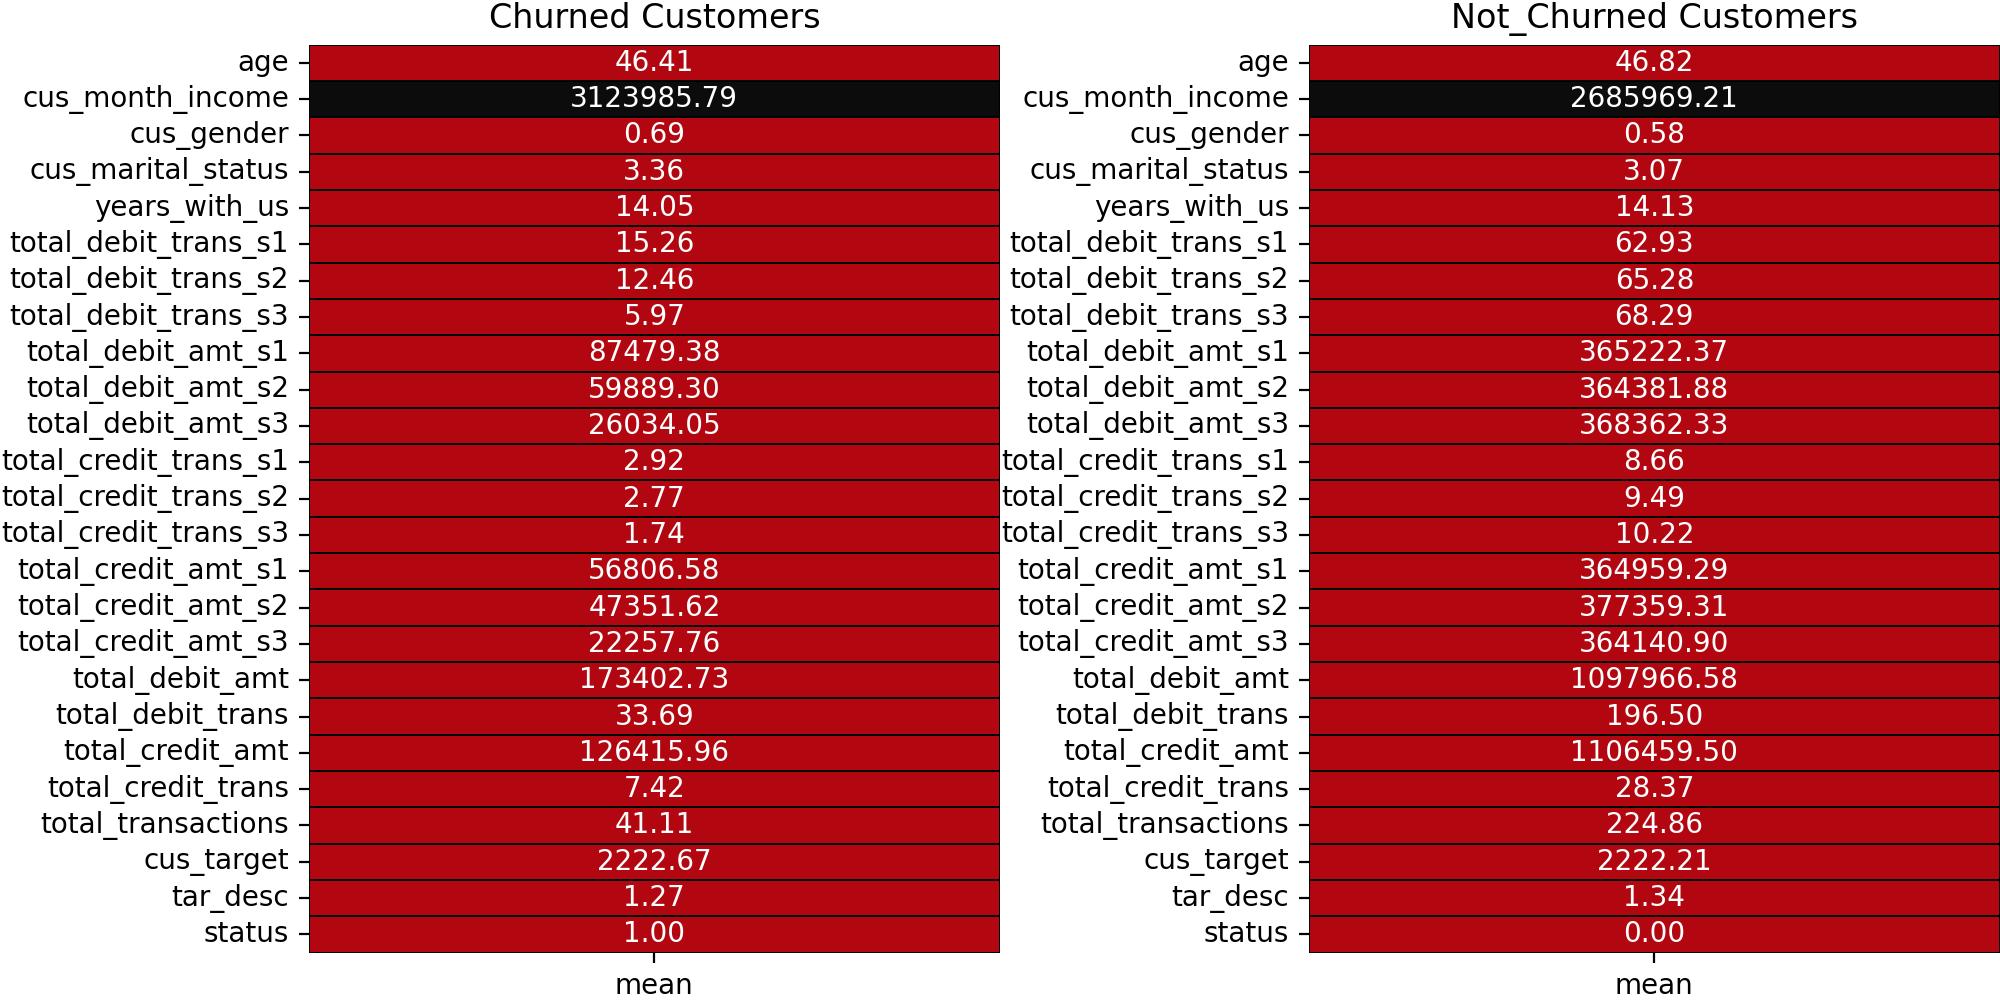 Churned Customers
age 46.41
cus_month_income 3123985.79
cus_gender 0.69
cus_marital_status 3.36
years_with_us 14.05
total_debit_trans_s1 15.26
total_debit_trans_s2 12.46
total_debit_trans_s3 5.97
total_debit_amt_s1 87479.38
total_debit_amt_s2 59889.30
total_debit_amt_s3 26034.05
total_credit_trans_s1 2.92
total_credit_trans_s2 2.77
total_credit_trans_s3 1.74
total_credit_amt_s1 56806.58
total_credit_amt_s2 47351.62
total_credit_amt_s3 22257.76
total_debit_amt 173402.73
total_debit_trans 33.69
total_credit_amt 126415.96
total_credit_trans 7.42
total_transactions 41.11
cus_target 2222.67
tar_desc 1.27
status 1.00
mean
Not_Churned Customers
age 46.82
cus_month_income 2685969.21
cus_gender 0.58
cus_marital_status 3.07
years_with_us 14.13
total_debit_trans_s1 62.93
total_debit_trans_s2 65.28
total_debit_trans_s3 68.29
total_debit_amt_s1 365222.37
total_debit_amt_s2 364381.88
total_debit_amt_s3 368362.33
total_credit_trans_s1 8.66
total_credit_trans_s2 9.49
total_credit_trans_s3 10.22
total_credit_amt_s1 364959.29
total_credit_amt_s2 377359.31
total_credit_amt_s3 364140.90
total_debit_amt 1097966.58
total_debit_trans 196.50
total_credit_amt 1106459.50
total_credit_trans 28.37
total_transactions 224.86
cus_target 2222.21
tar_desc 1.34
status 0.00
mean